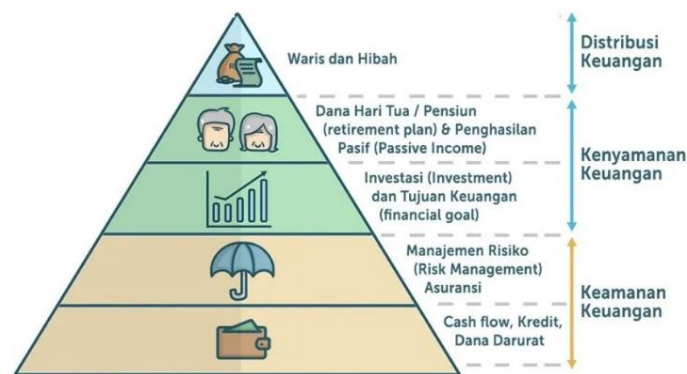 Waris dan Hibah
Distribusi
Keuangan
Dana Hari Tua / Pensiun
(retirement plan) & Penghasilan
Pasif (Passive Income)
Kenyamanan
Keuangan
Investasi (Investment)
dan Tujuan Keuangan
(financial goal)
Manajemen Risiko
(Risk Management)
Asuransi
Keamanan
Keuangan
Cash flow, Kredit,
Dana Darurat